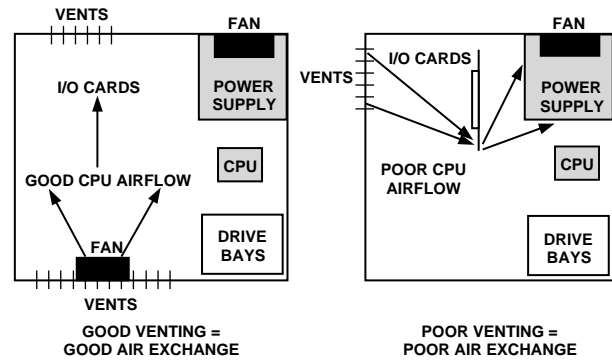 VENTS
FAN
I/O CARDS
POWER
SUPPLY
CPU
GOOD CPU AIRFLOW
FAN
DRIVE
BAYS
VENTS
GOOD VENTING =
GOOD AIR EXCHANGE
FAN
VENTS
I/O CARDS
POWER
SUPPLY
POOR CPU
AIRFLOW
CPU
DRIVE
BAYS
POOR VENTING =
POOR AIR EXCHANGE